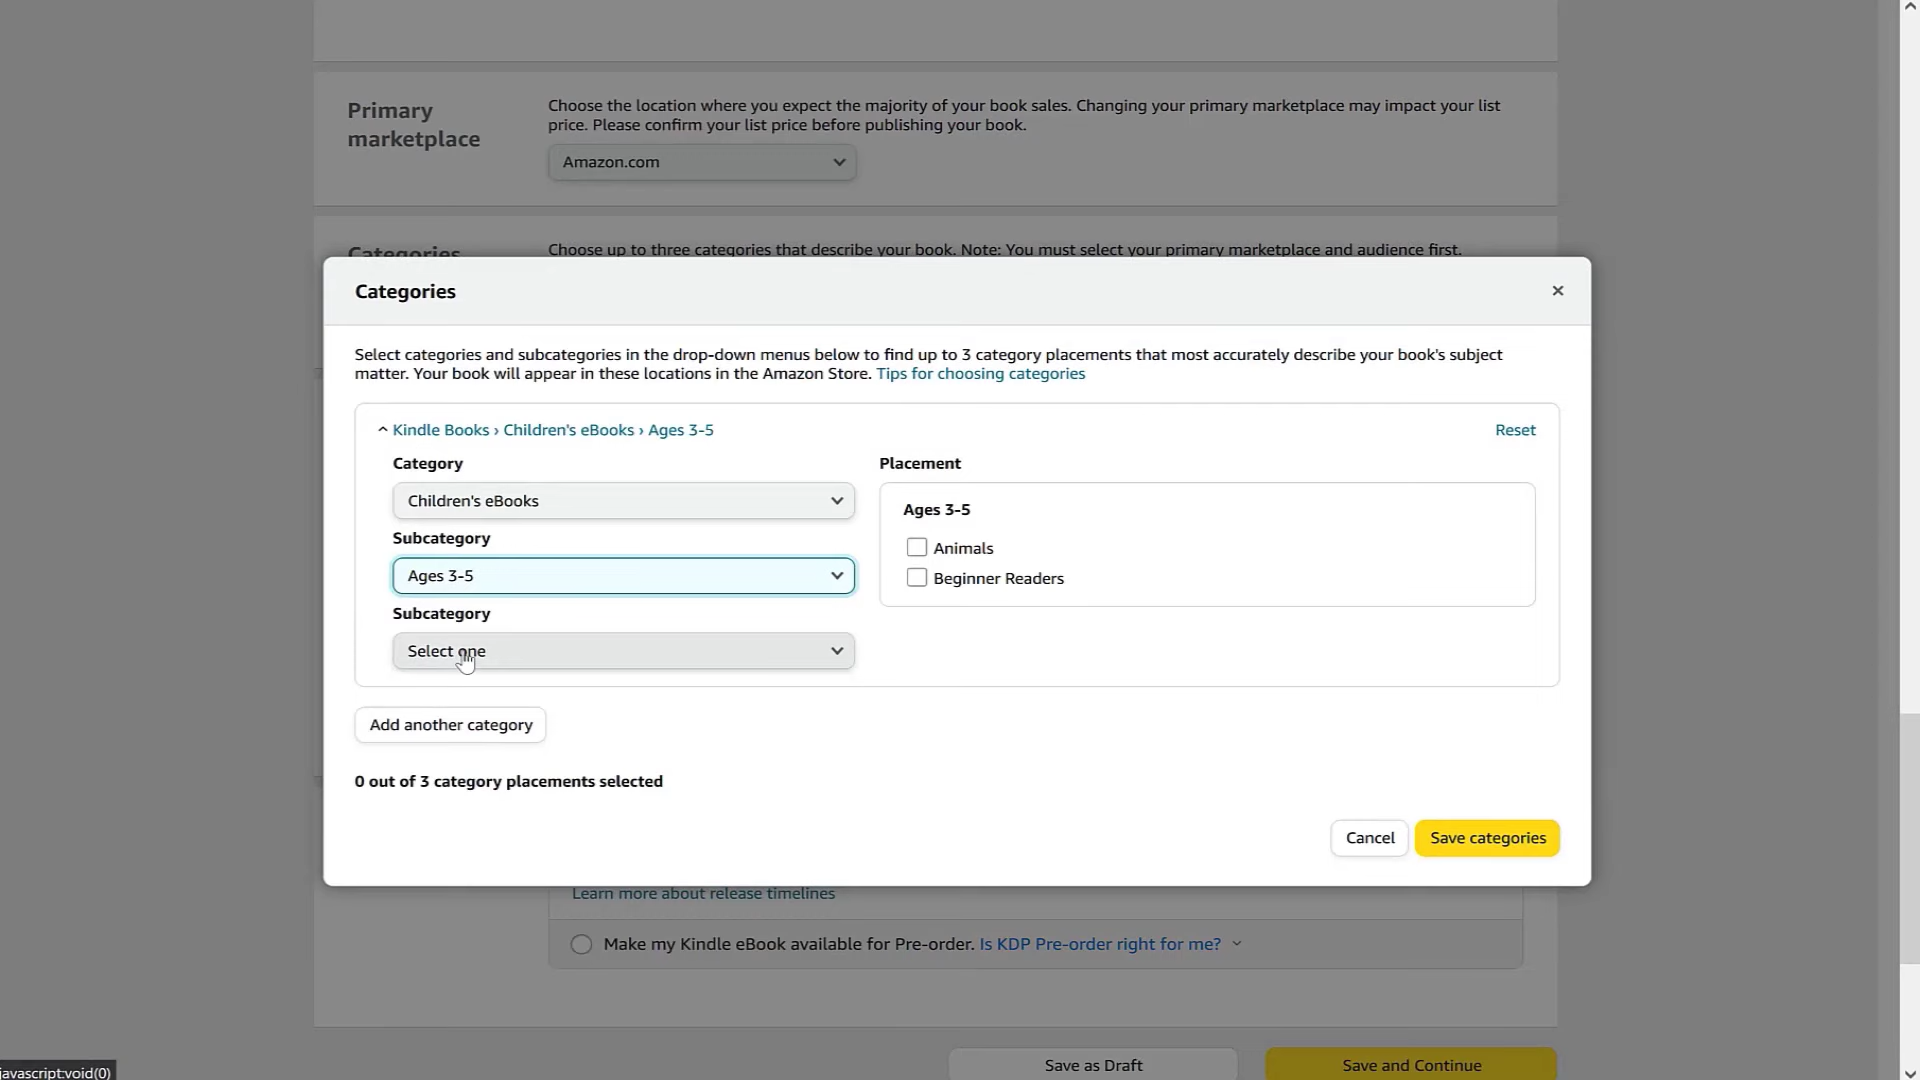 Primary
marketplace
Choose the location where you expect the majority of your book sales. Changing your primary marketplace may impact your list
price. Please confirm your list price before publishing your book.
Amazon.com
Categories
Choose up to three categories that describe your book. Note: You must select your primary marketplace and audience first.
Categories
×
Select categories and subcategories in the drop-down menus below to find up to 3 category placements that most accurately describe your book's subject
matter. Your book will appear in these locations in the Amazon Store. Tips for choosing categories
Kindle Books › Children's eBooks › Ages 3-5
Reset
Category
Children's eBooks
Subcategory
Ages 3-5
Subcategory
Select one
Placement
Ages 3-5
Animals
Beginner Readers
Add another category
0 out of 3 category placements selected
Cancel
Save categories
Learn more about release timelines
Make my Kindle eBook available for Pre-order. Is KDP Pre-order right for me?
Save as Draft
Save and Continue
javascript:void(0)